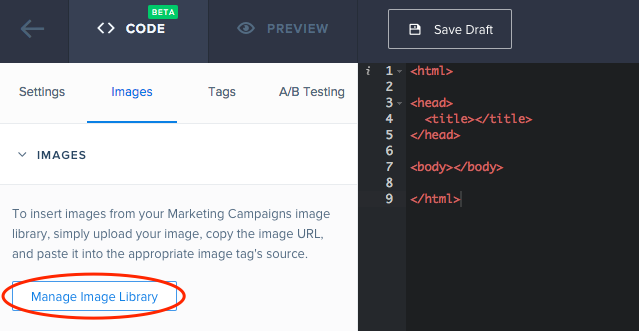 BETA
CODE
PREVIEW
Save Draft
Settings Images Tags A/B Testing
IMAGES
To insert images from your Marketing Campaigns image
library, simply upload your image, copy the image URL,
and paste it into the appropriate image tag's source.
Manage Image Library
i 1 <html>
2
3 <head>
4 <title></title>
5 </head>
6
7 <body></body>
8
9 </html>